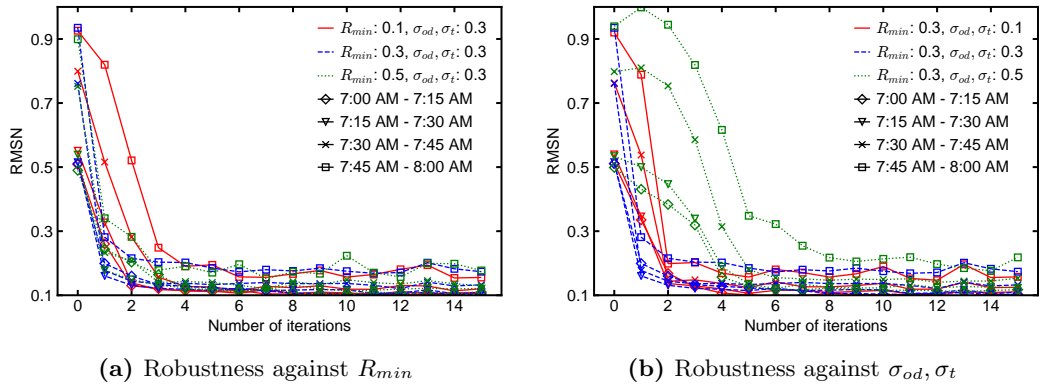 0.9
0.7
0.5
0.3
0.1
RMSN
0 2 4 6 8 10 12 14
Number of iterations
R_min: 0.1, σ_od, σ_t: 0.3
R_min: 0.3, σ_od, σ_t: 0.3
R_min: 0.5, σ_od, σ_t: 0.3
7:00 AM - 7:15 AM
7:15 AM - 7:30 AM
7:30 AM - 7:45 AM
7:45 AM - 8:00 AM
(a) Robustness against R_min
0.9
0.7
0.5
0.3
0.1
RMSN
0 2 4 6 8 10 12 14
Number of iterations
R_min: 0.3, σ_od, σ_t: 0.1
R_min: 0.3, σ_od, σ_t: 0.3
R_min: 0.3, σ_od, σ_t: 0.5
7:00 AM - 7:15 AM
7:15 AM - 7:30 AM
7:30 AM - 7:45 AM
7:45 AM - 8:00 AM
(b) Robustness against σ_od, σ_t